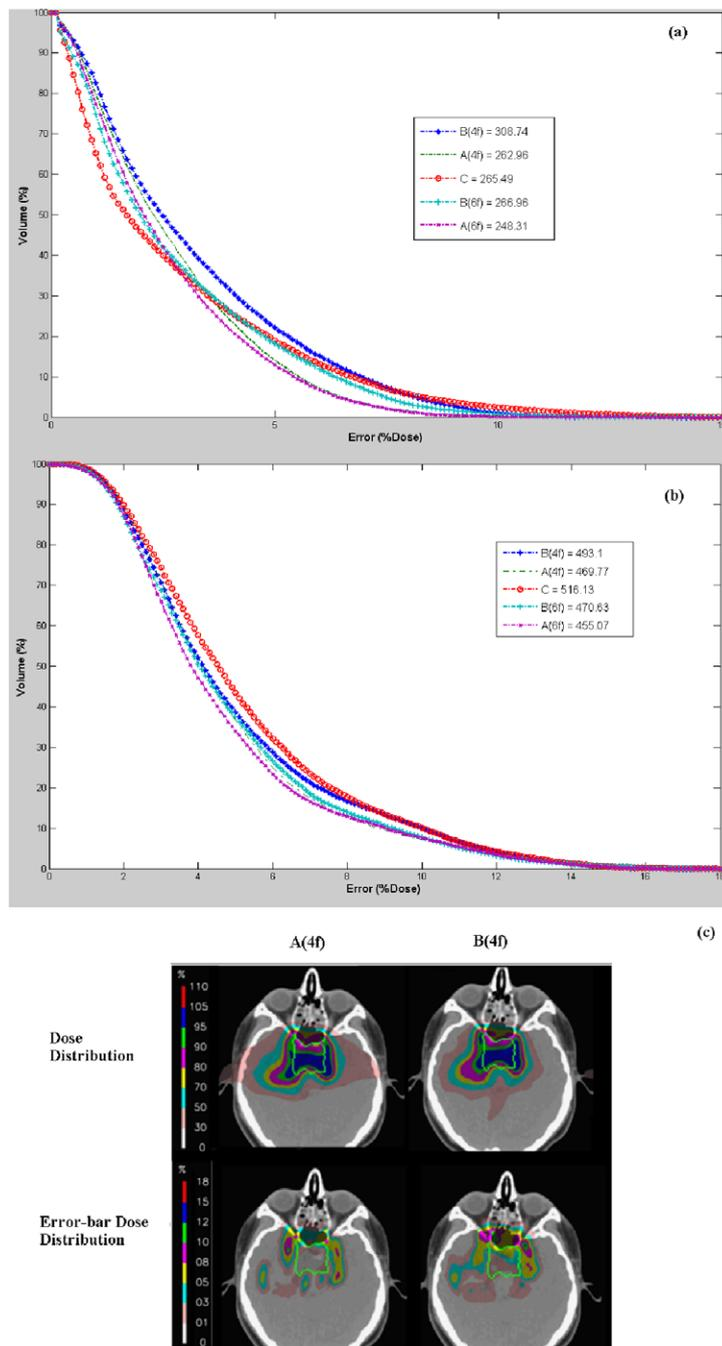 (a)
100
90
80
70
60
50
40
30
20
10
0
Volume (%)
B(4f) = 308.74
A(4f) = 262.96
C = 265.49
B(6f) = 266.96
A(6f) = 248.31
5
10
Error (%Dose)
(b)
100
90
80
70
60
50
40
30
20
10
0
Volume (%)
B(4f) = 493.1
A(4f) = 469.77
C = 516.13
B(6f) = 470.63
A(6f) = 455.07
0
2
4
6
8
10
12
14
16
18
Error (%Dose)
(c)
A(4f)
B(4f)
Dose
Distribution
%
110
105
95
90
80
70
50
30
0
Error-bar Dose
Distribution
%
18
15
12
10
08
05
03
01
0